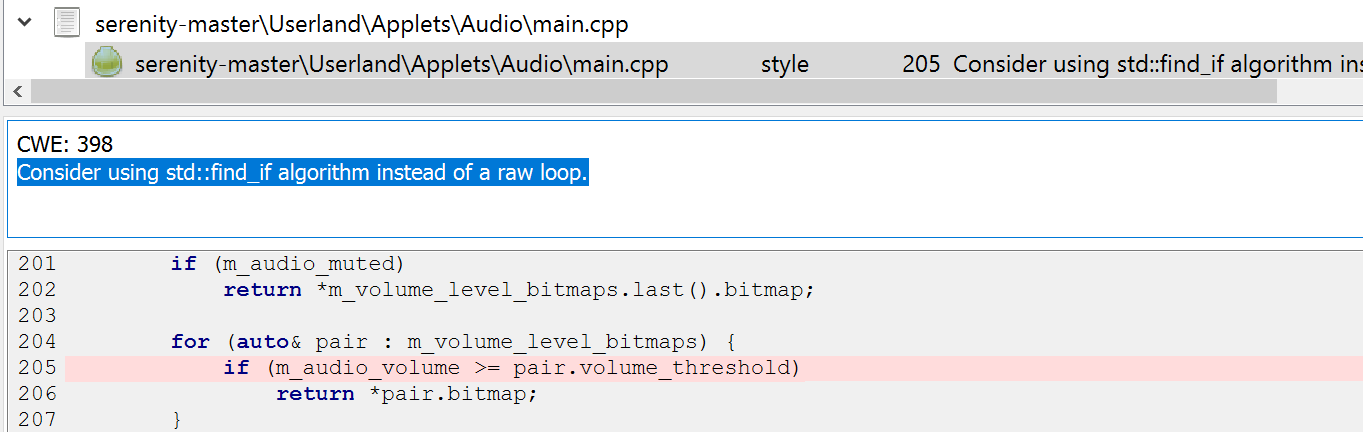 serenity-master\Userland\Applets\Audio\main.cpp
serenity-master\Userland\Applets\Audio\main.cpp style 205 Consider using std::find_if algorithm ins
CWE: 398
Consider using std::find_if algorithm instead of a raw loop.
201 if (m_audio_muted)
202 return *m_volume_level_bitmaps.last().bitmap;
203
204 for (auto& pair : m_volume_level_bitmaps) {
205 if (m_audio_volume >= pair.volume_threshold)
206 return *pair.bitmap;
207 }